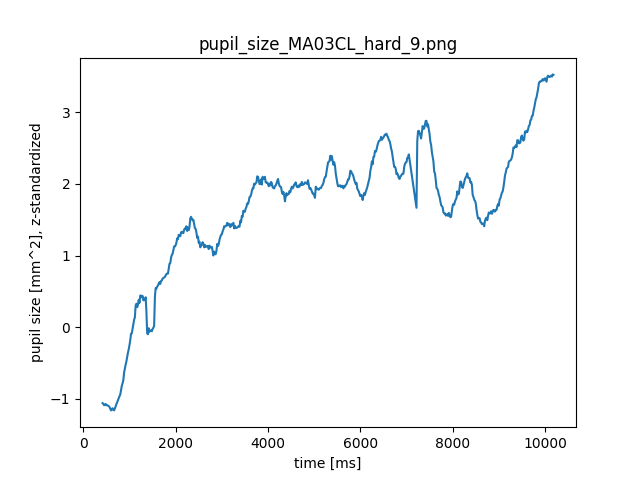 pupil_size_MA03CL_hard_9.png
pupil size [mm^2], z-standardized
3
2
1
0
−1
0 2000 4000 6000 8000 10000
time [ms]